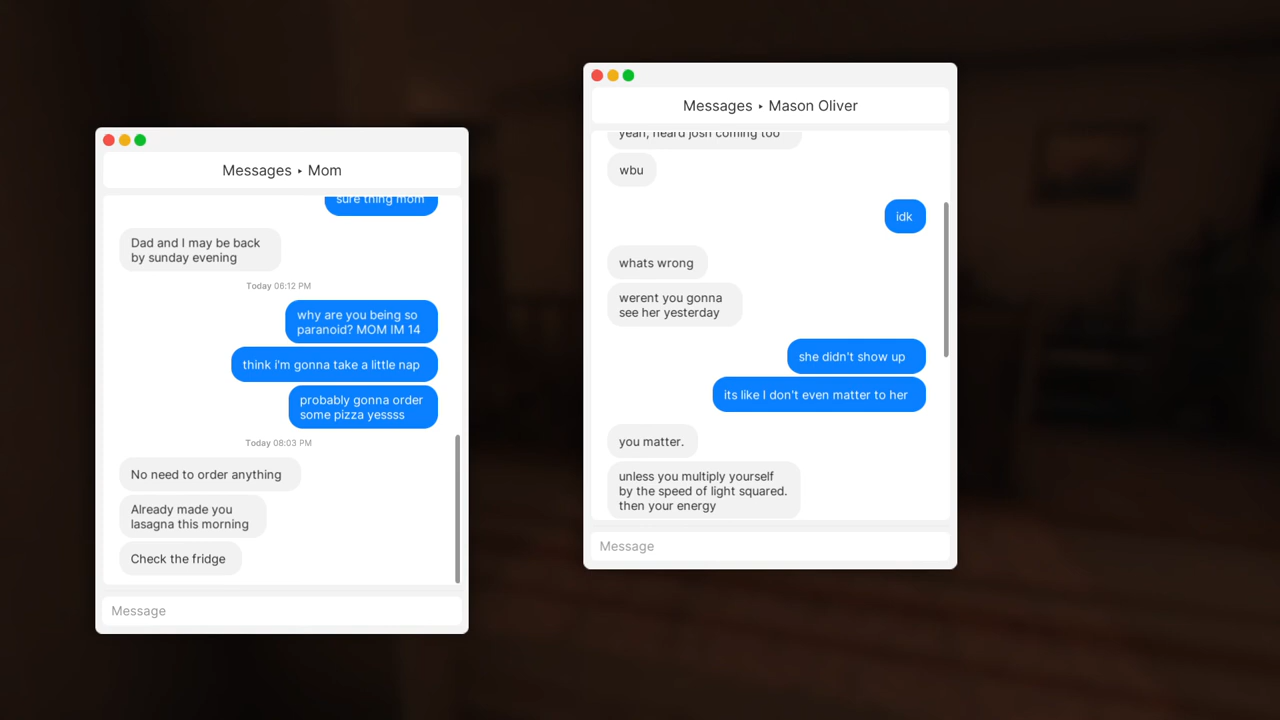 Messages ‣ Mom
sure thing mom
Dad and I may be back
by sunday evening
Today 06:12 PM
why are you being so
paranoid? MOM IM 14
think i'm gonna take a little nap
probably gonna order
some pizza yessss
Today 08:03 PM
No need to order anything
Already made you
lasagna this morning
Check the fridge
Message
Messages ‣ Mason Oliver
yeah, heard josh coming too
wbu
idk
whats wrong
werent you gonna
see her yesterday
she didn't show up
its like I don't even matter to her
you matter.
unless you multiply yourself
by the speed of light squared.
then your energy
Message